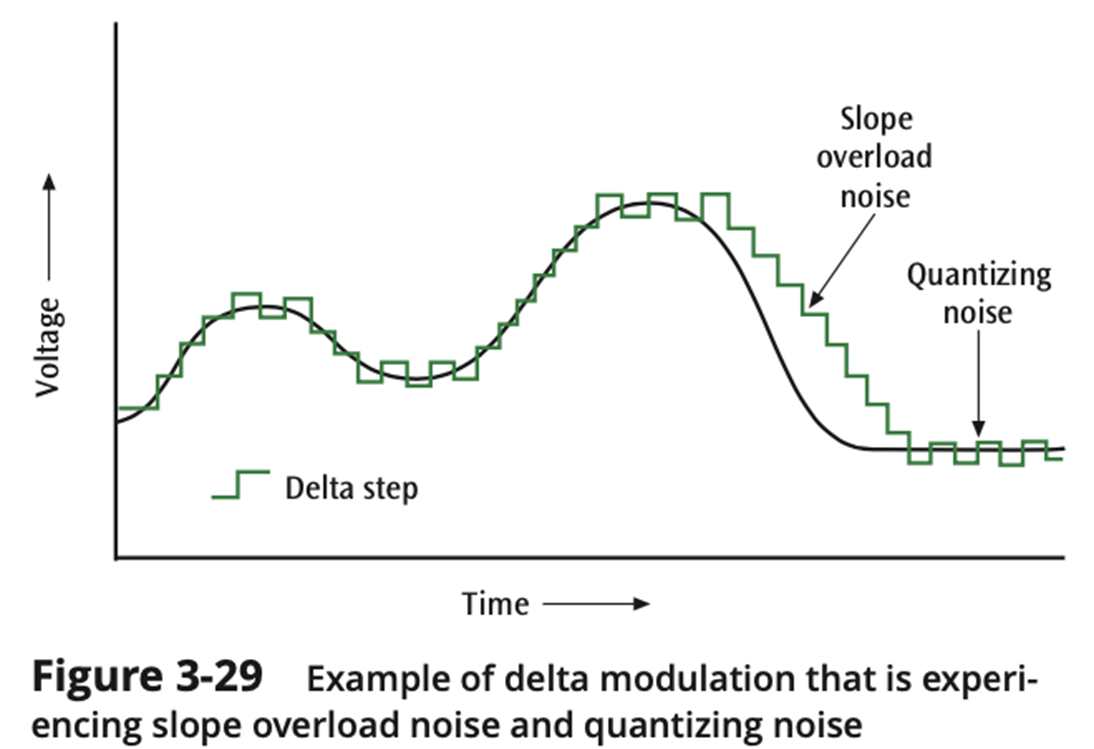 Slope
overload
noise
Quantizing
noise
Voltage
Delta step
Time
Figure 3-29 Example of delta modulation that is experi-
encing slope overload noise and quantizing noise